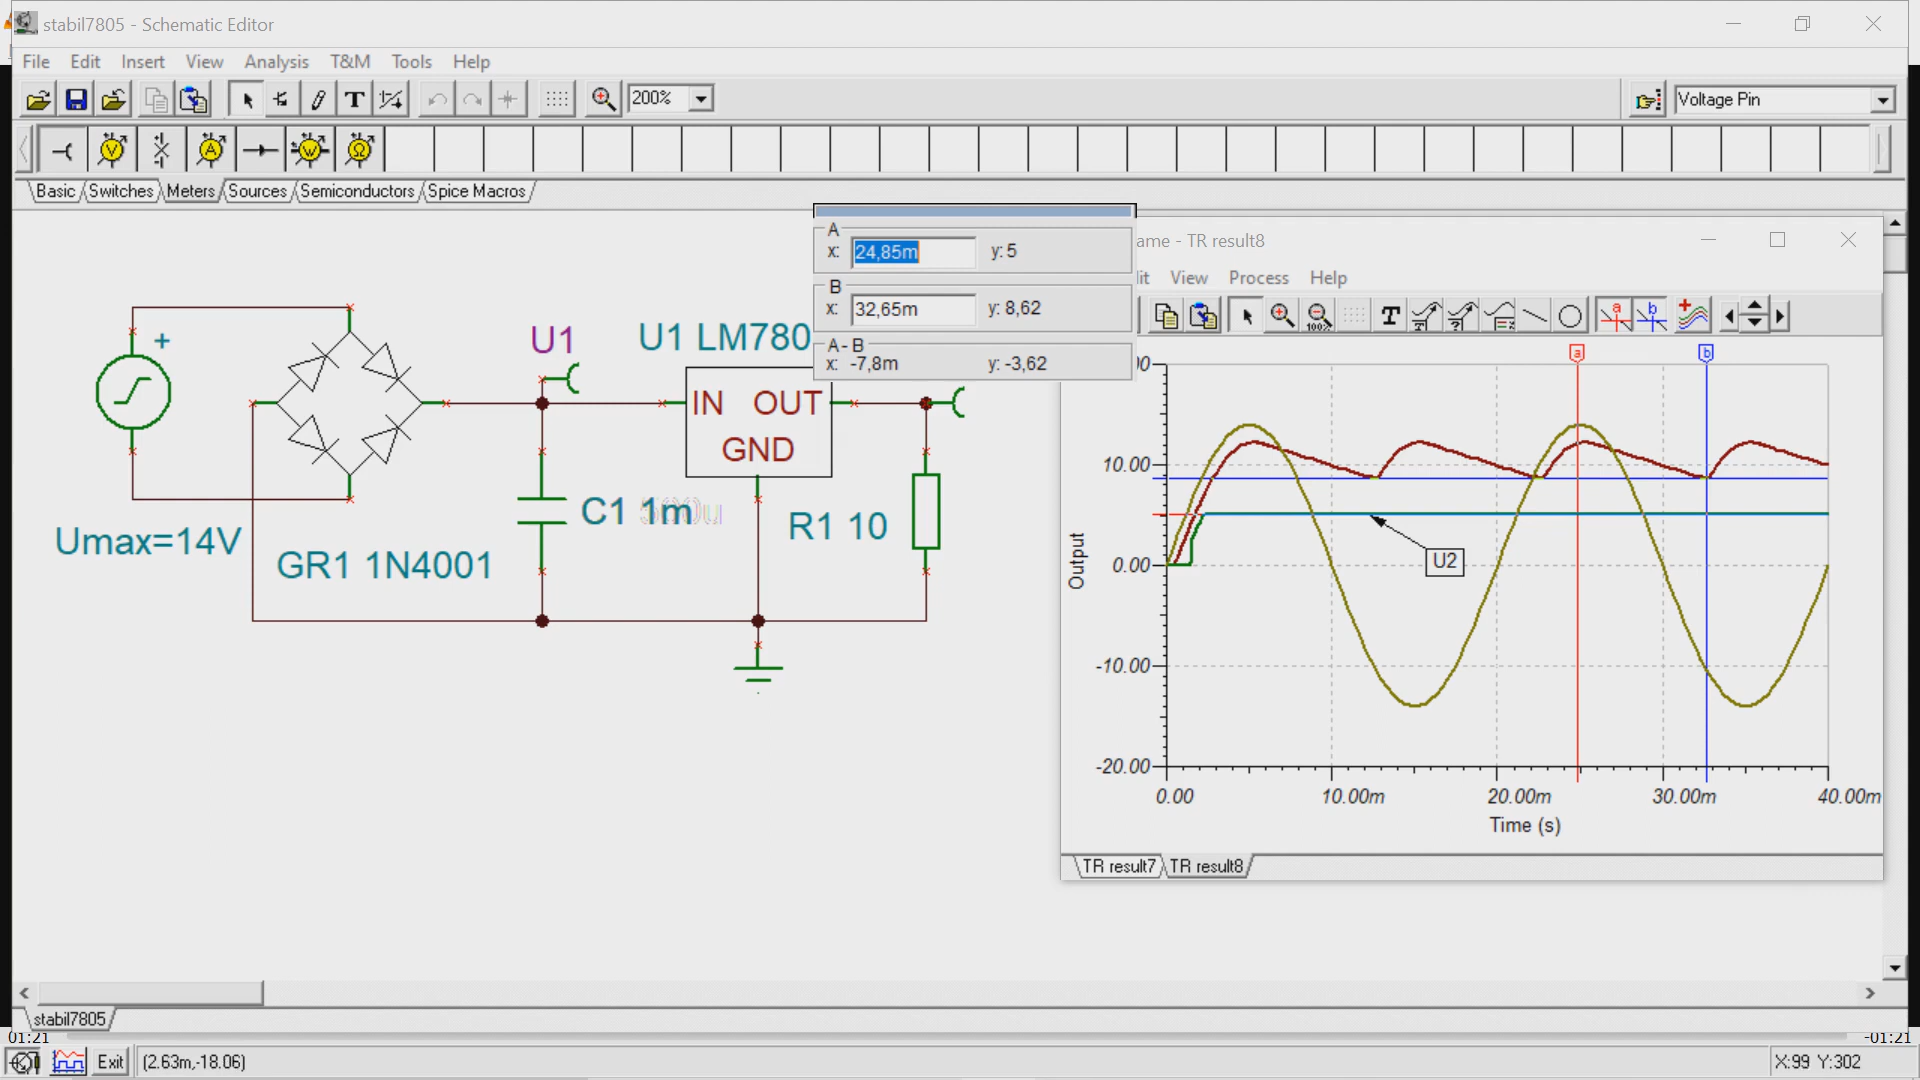 stabil7805 - Schematic Editor
File Edit Insert View Analysis T&M Tools Help
T 200% Voltage Pin
V A W Ω
Basic Switches Meters Sources Semiconductors Spice Macros
A
x: 24,85m y: 5
B
x: 32,65m y: 8,62
A - B
x: -7,8m y: -3,62
ame - TR result8
it View Process Help
100% T a b
+
U1
U1 LM780
IN OUT
GND
C1 1m
R1 10
Umax=14V
GR1 1N4001
a b
10.00
0.00
-10.00
-20.00
Output
U2
0.00 10.00m 20.00m 30.00m 40.00m
Time (s)
TR result7 TR result8
stabil7805
01:21 -01:21
Exit (2.63m,-18.06) X:99 Y:302